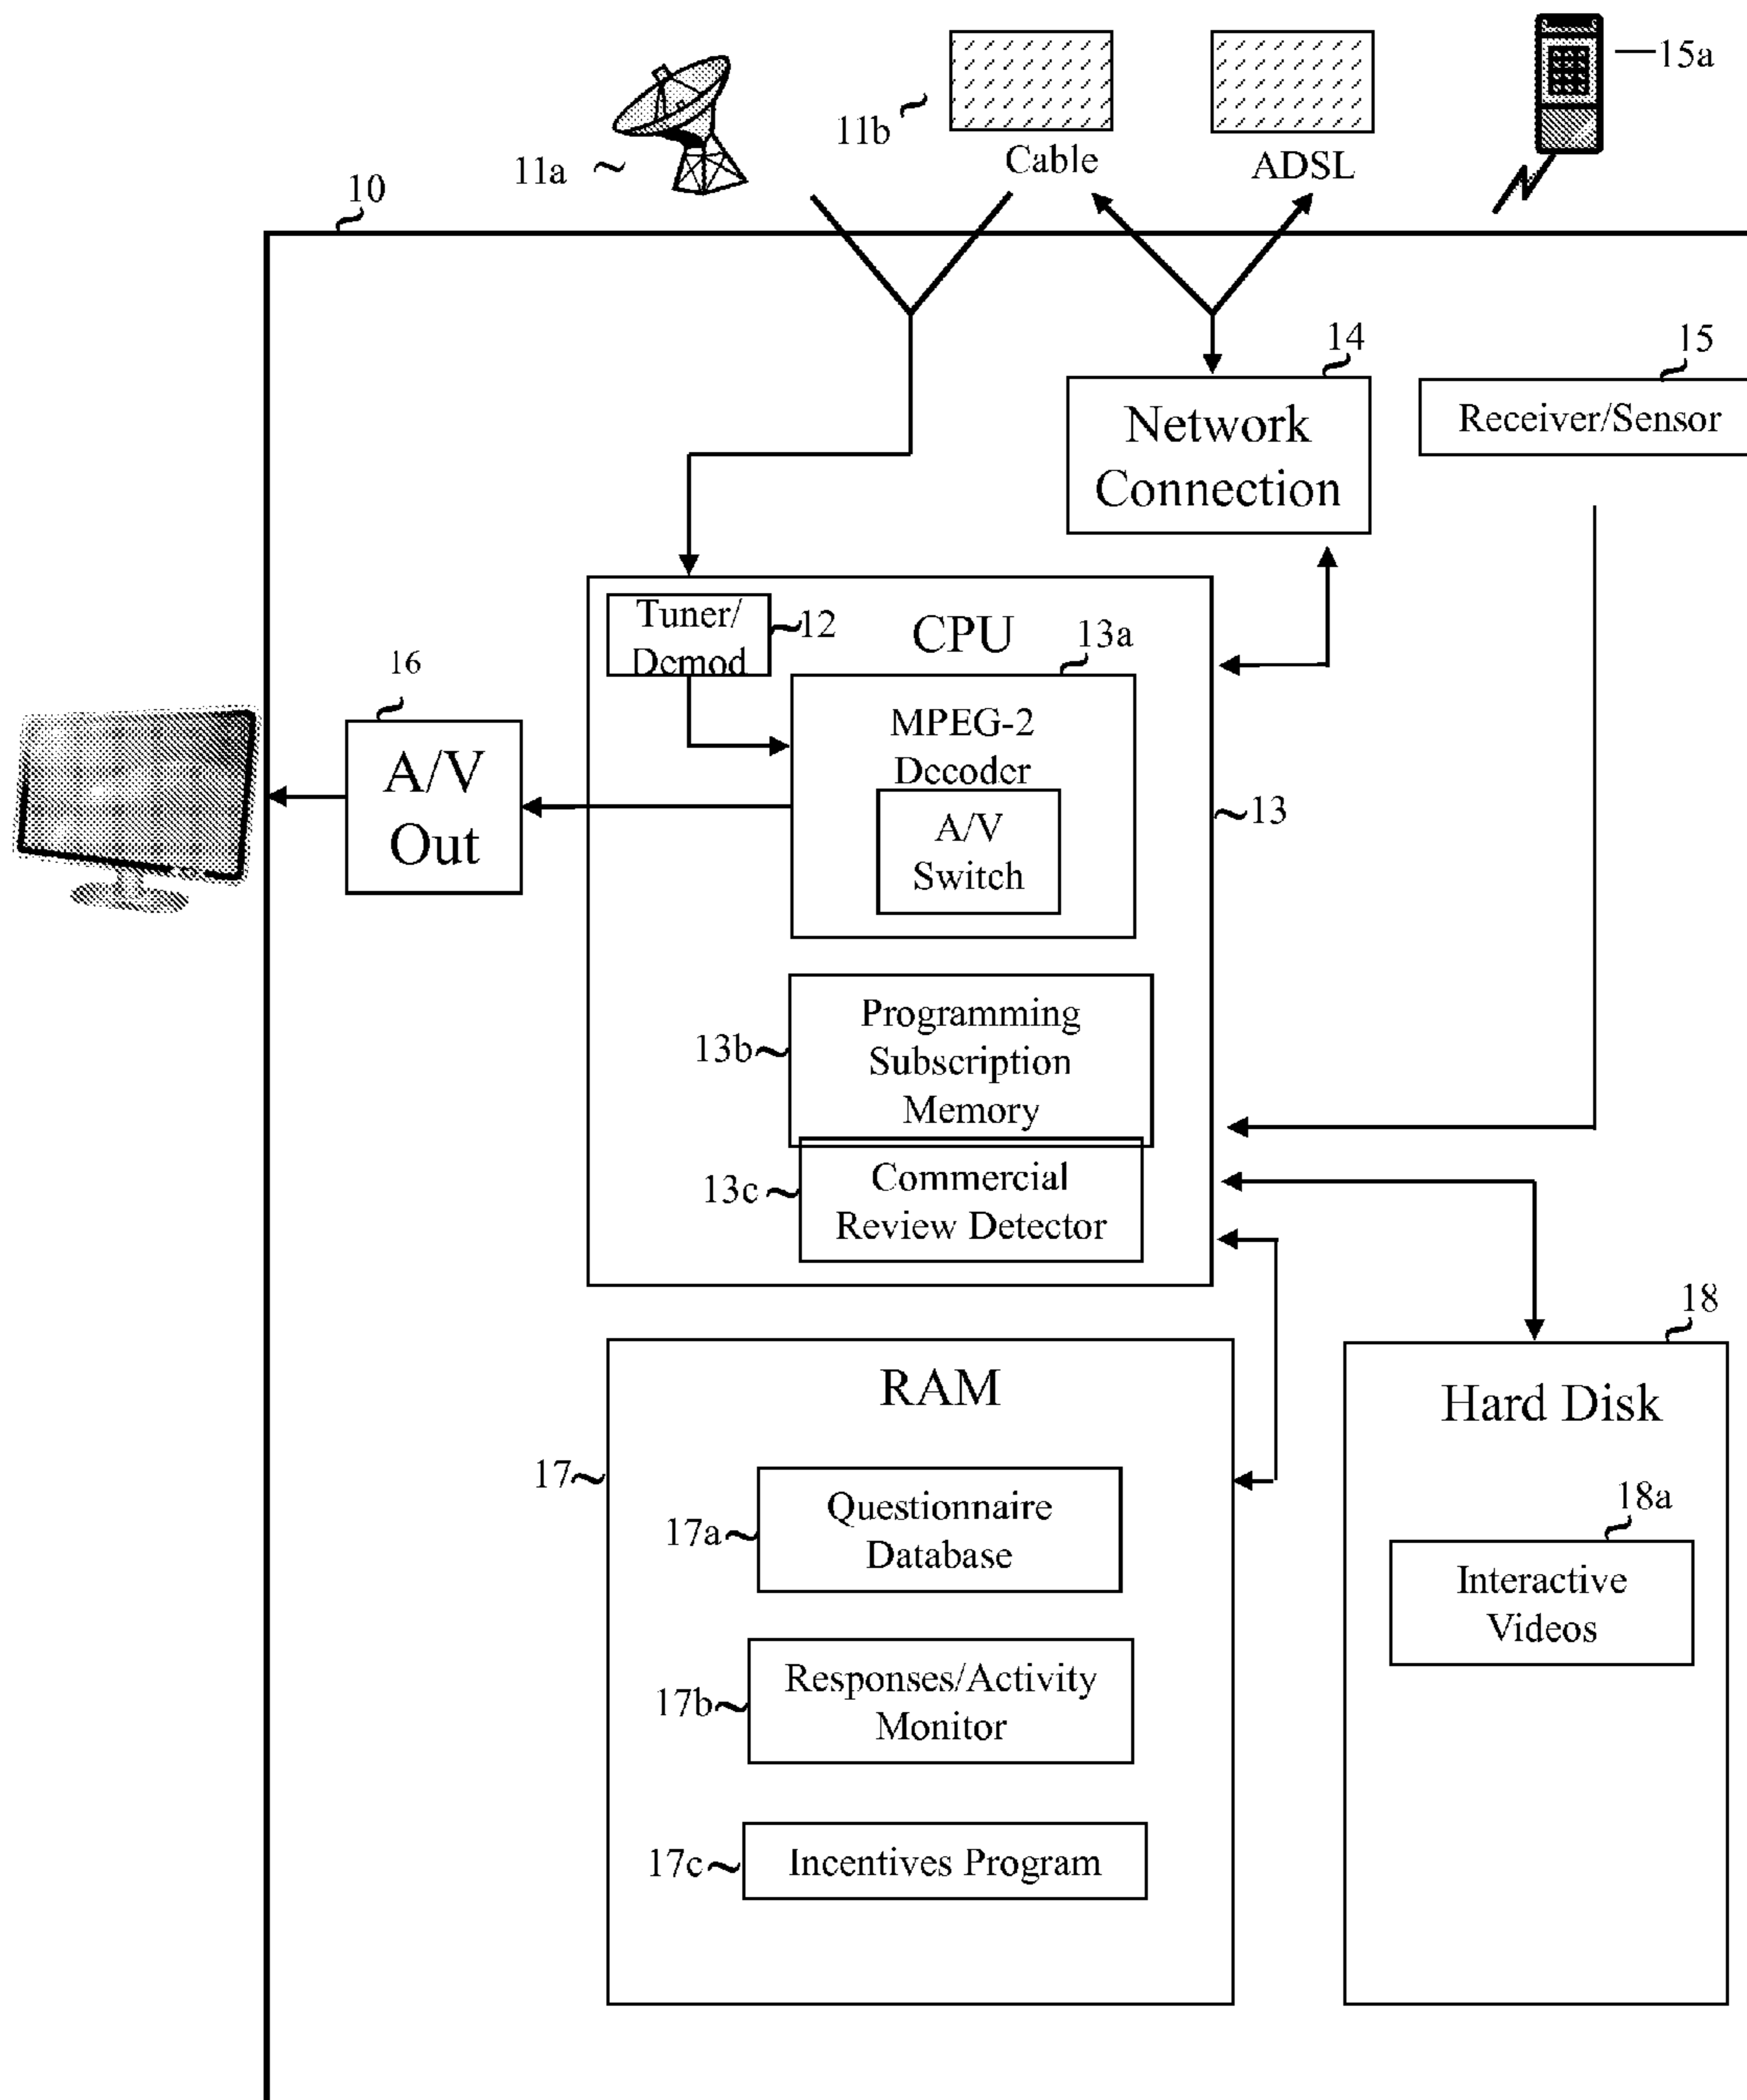 15a
11b
Cable
ADSL
11a
10
14
15
Network
Connection
Receiver/Sensor
Tuner/
Demod
12
CPU
13a
16
MPEG-2
Decoder
A/V
Out
A/V
Switch
13
Programming
Subscription
Memory
13b
Commercial
Review Detector
13c
18
RAM
Hard Disk
17
17a
Questionnaire
Database
18a
Interactive
Videos
17b
Responses/Activity
Monitor
17c
Incentives Program